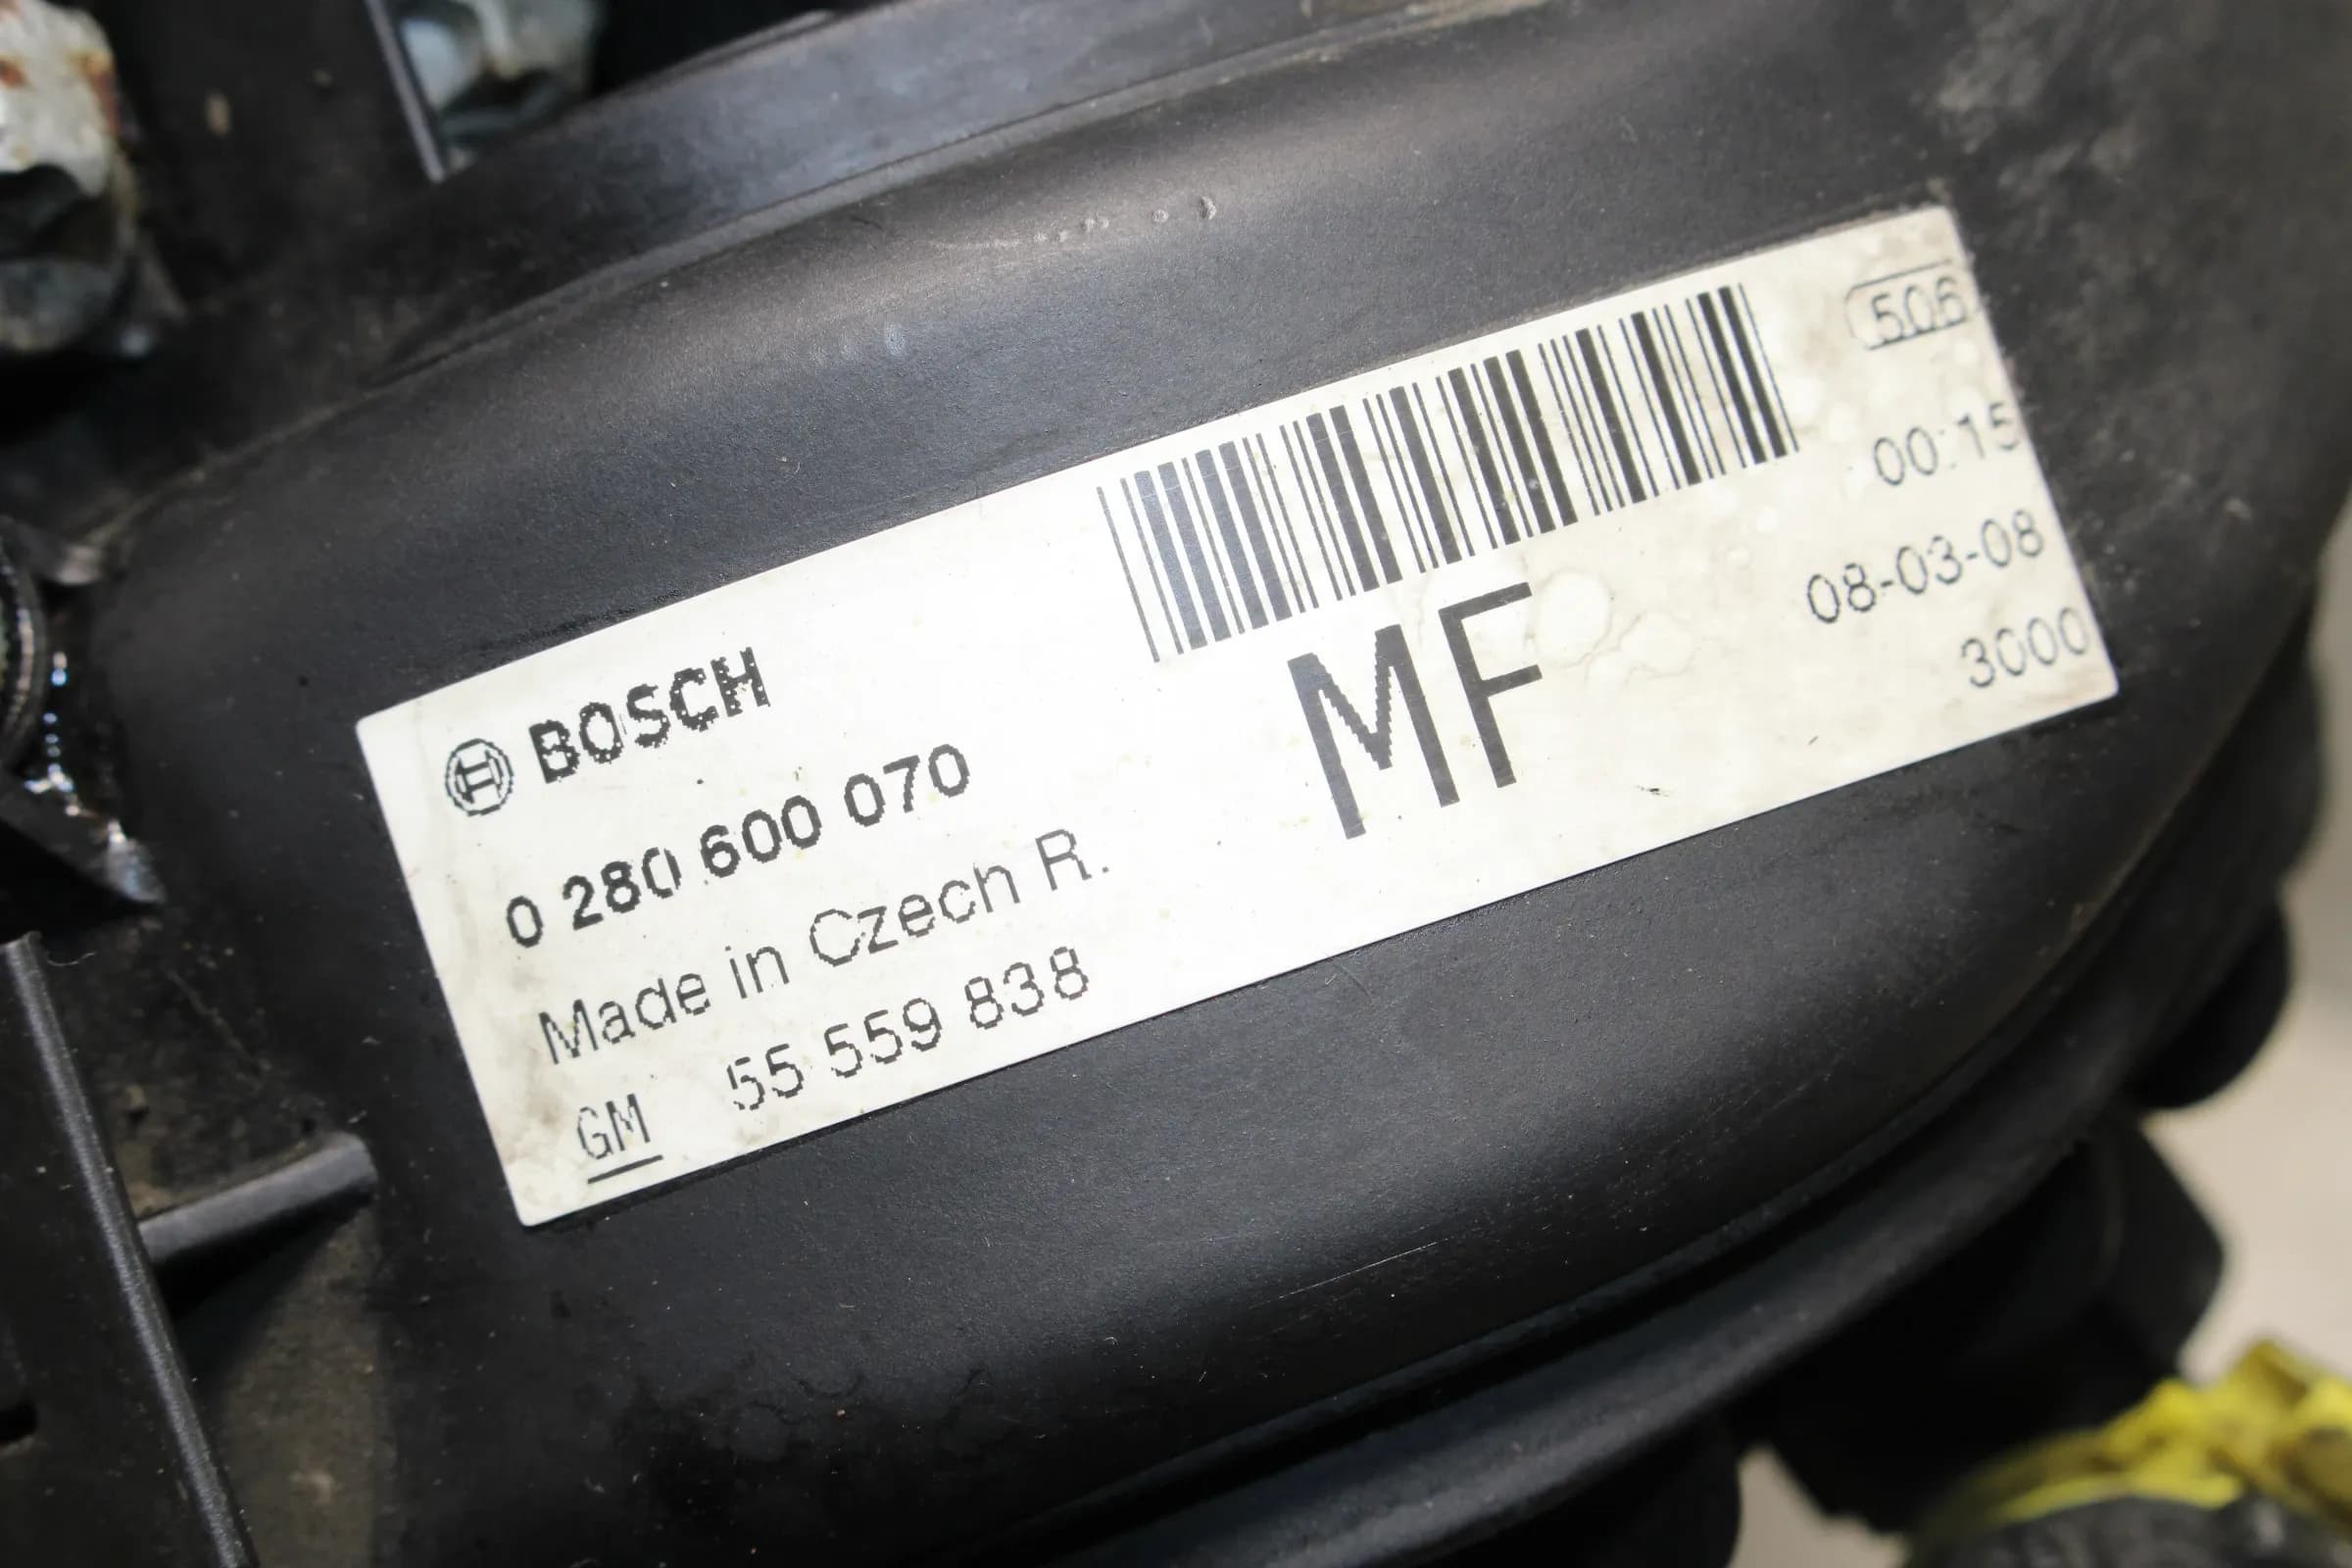 BOSCH
0 280 600 070
Made in Czech R.
GM 55 559 838
MF
506
00:15
08-03-08
3000